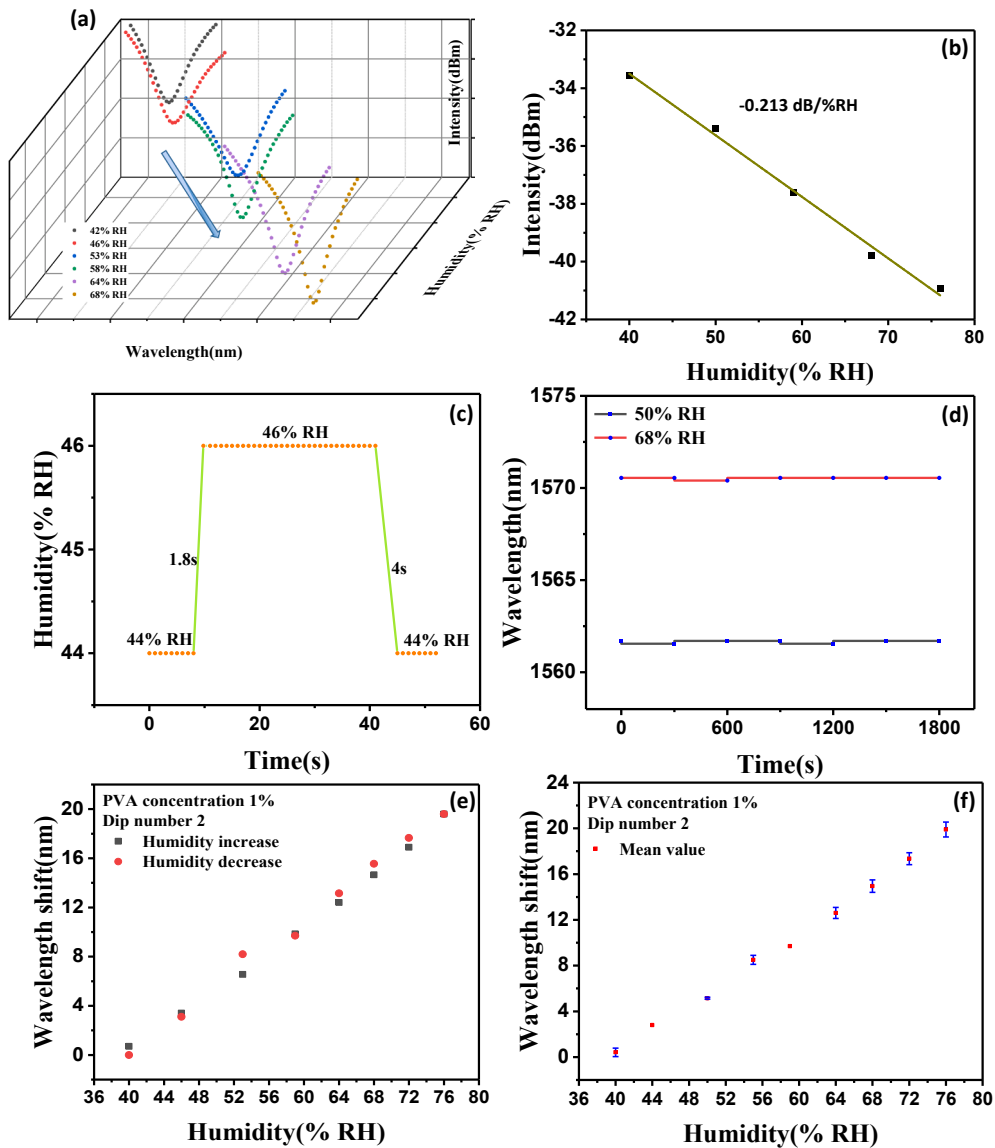 (a)
Intensity(dBm)
Humidity(% RH)
42% RH
46% RH
53% RH
58% RH
64% RH
68% RH
Wavelength(nm)
(b)
-32
-34
-36
-38
-40
-42
Intensity(dBm)
-0.213 dB/%RH
40
50
60
70
80
Humidity(% RH)
(c)
46
45
44
Humidity(% RH)
46% RH
1.8s
4s
44% RH
44% RH
0
20
40
60
Time(s)
(d)
1575
1570
1565
1560
Wavelength(nm)
50% RH
68% RH
0
600
1200
1800
Time(s)
(e)
PVA concentration 1%
Dip number 2
Humidity increase
Humidity decrease
20
16
12
8
4
0
Wavelength shift(nm)
36 40 44 48 52 56 60 64 68 72 76 80
Humidity(% RH)
(f)
PVA concentration 1%
Dip number 2
Mean value
24
20
16
12
8
4
0
Wavelength shift(nm)
36 40 44 48 52 56 60 64 68 72 76 80
Humidity(% RH)